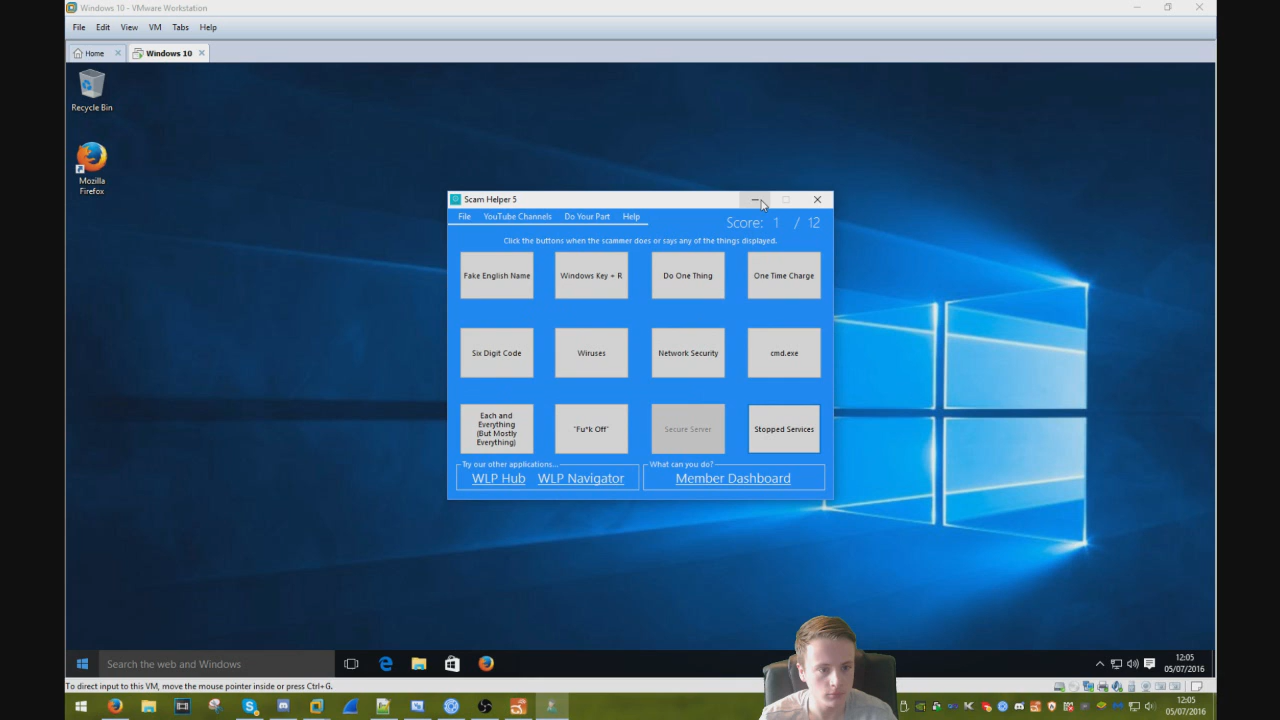 Windows 10 - VMware Workstation
File Edit View VM Tabs Help
Home Windows 10
Recycle Bin
Mozilla
Firefox
Scam Helper 5
File YouTube Channels Do Your Part Help
Score: 1 / 12
Click the buttons when the scammer does or says any of the things displayed.
Fake English Name Windows Key + R Do One Thing One Time Charge
Six Digit Code Wiruses Network Security cmd.exe
Each and
Everything
(But Mostly
Everything)
"Fu*k Off" Secure Server Stopped Services
Try our other applications... What can you do?
WLP Hub WLP Navigator Member Dashboard
Search the web and Windows
12:05
05/07/2016
To direct input to this VM, move the mouse pointer inside or press Ctrl+G.
12:05
05/07/2016